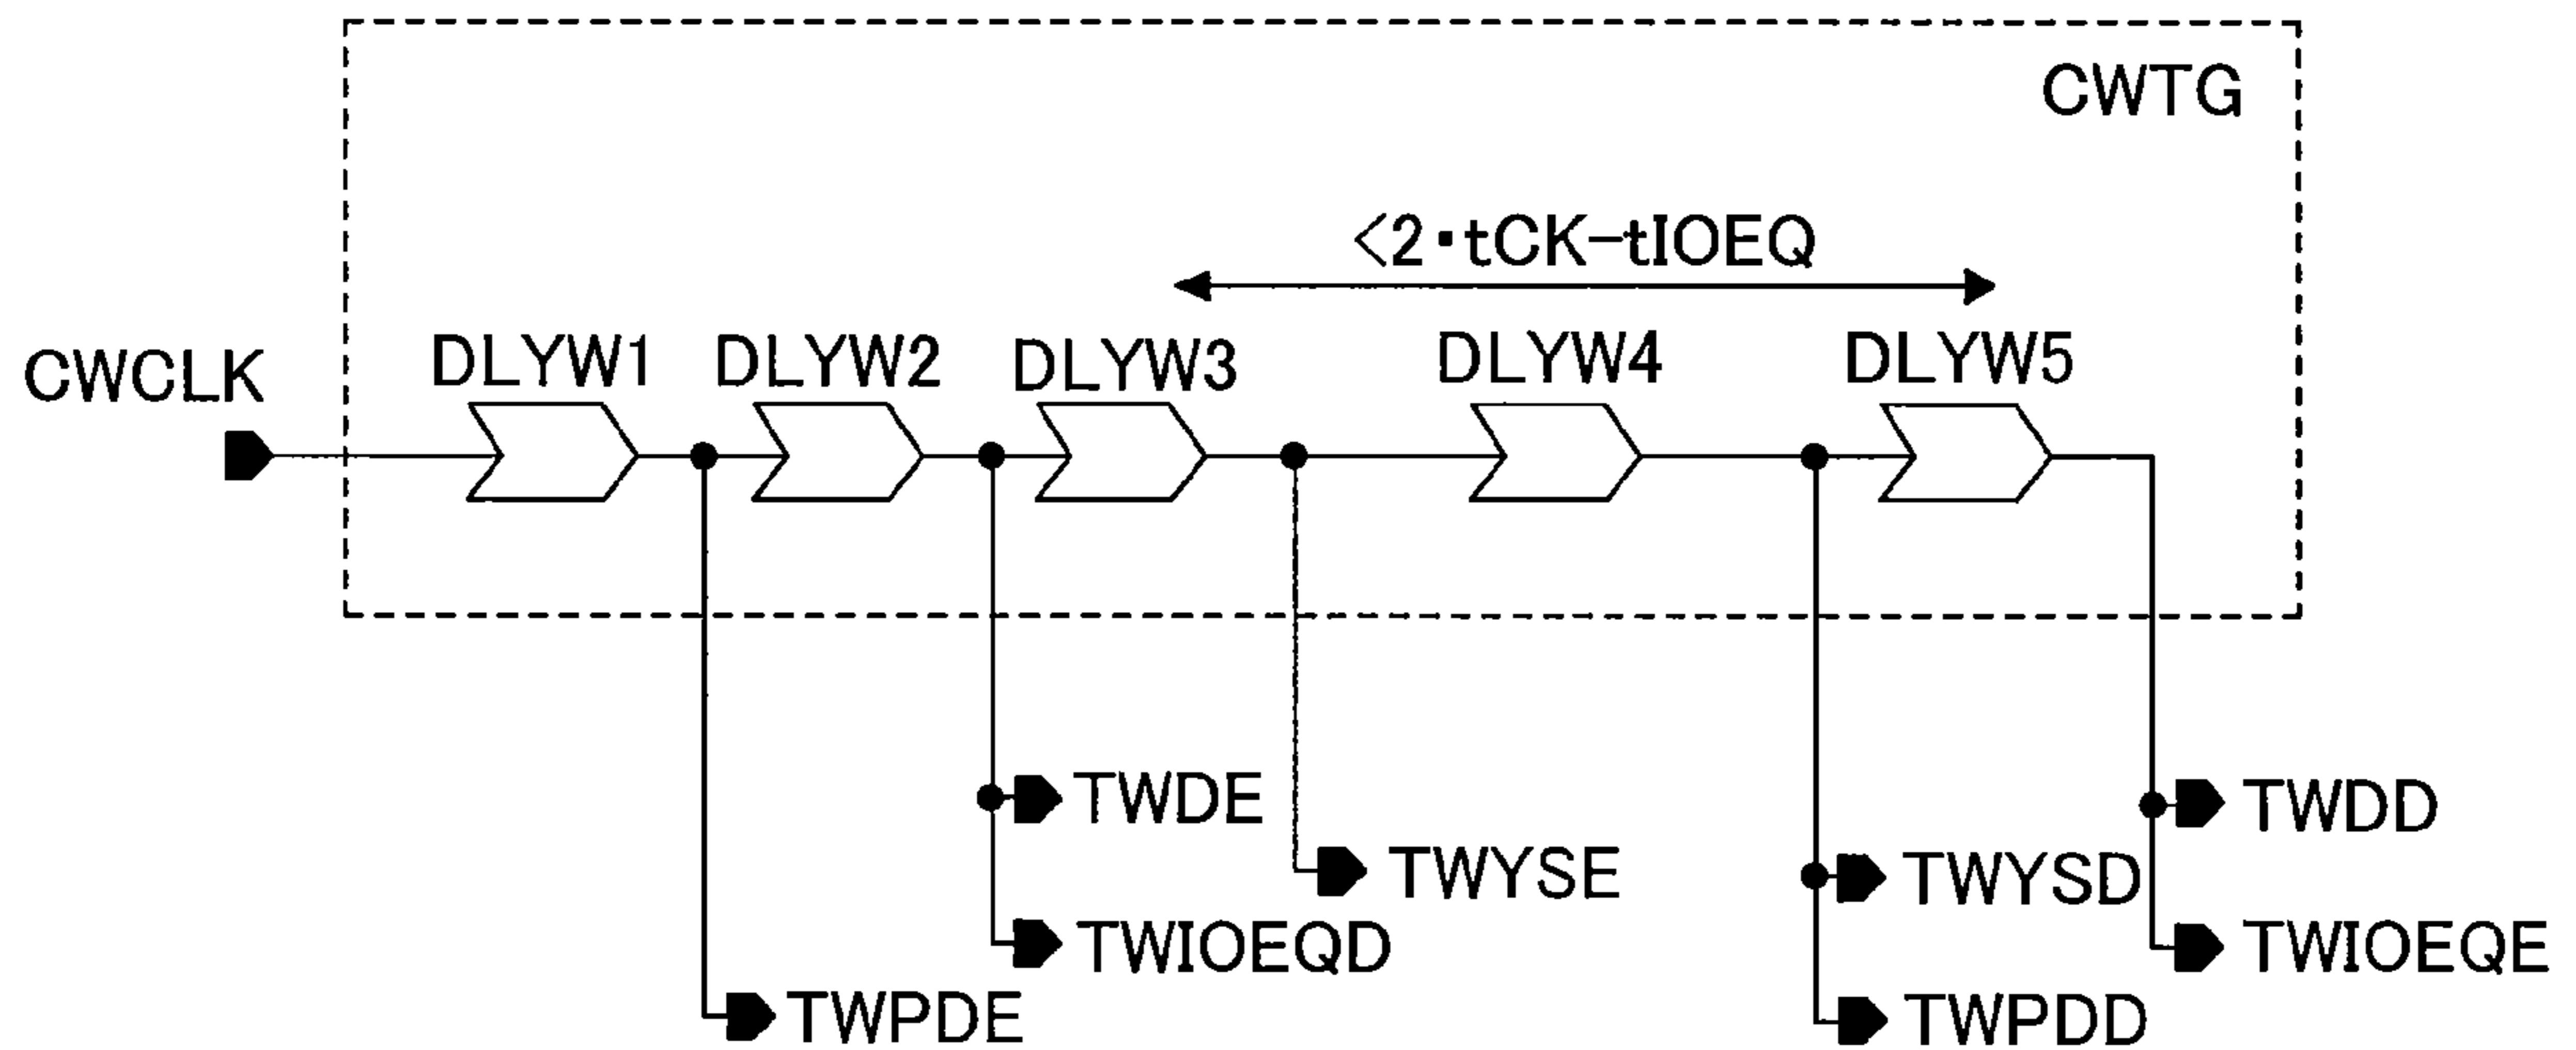 CWTG
<2·tCK-tIOEQ
CWCLK
DLYW1
DLYW2
DLYW3
DLYW4
DLYW5
TWDE
TWDD
TWYSE
TWYSD
TWIOEQD
TWIOEQE
TWPDE
TWPDD